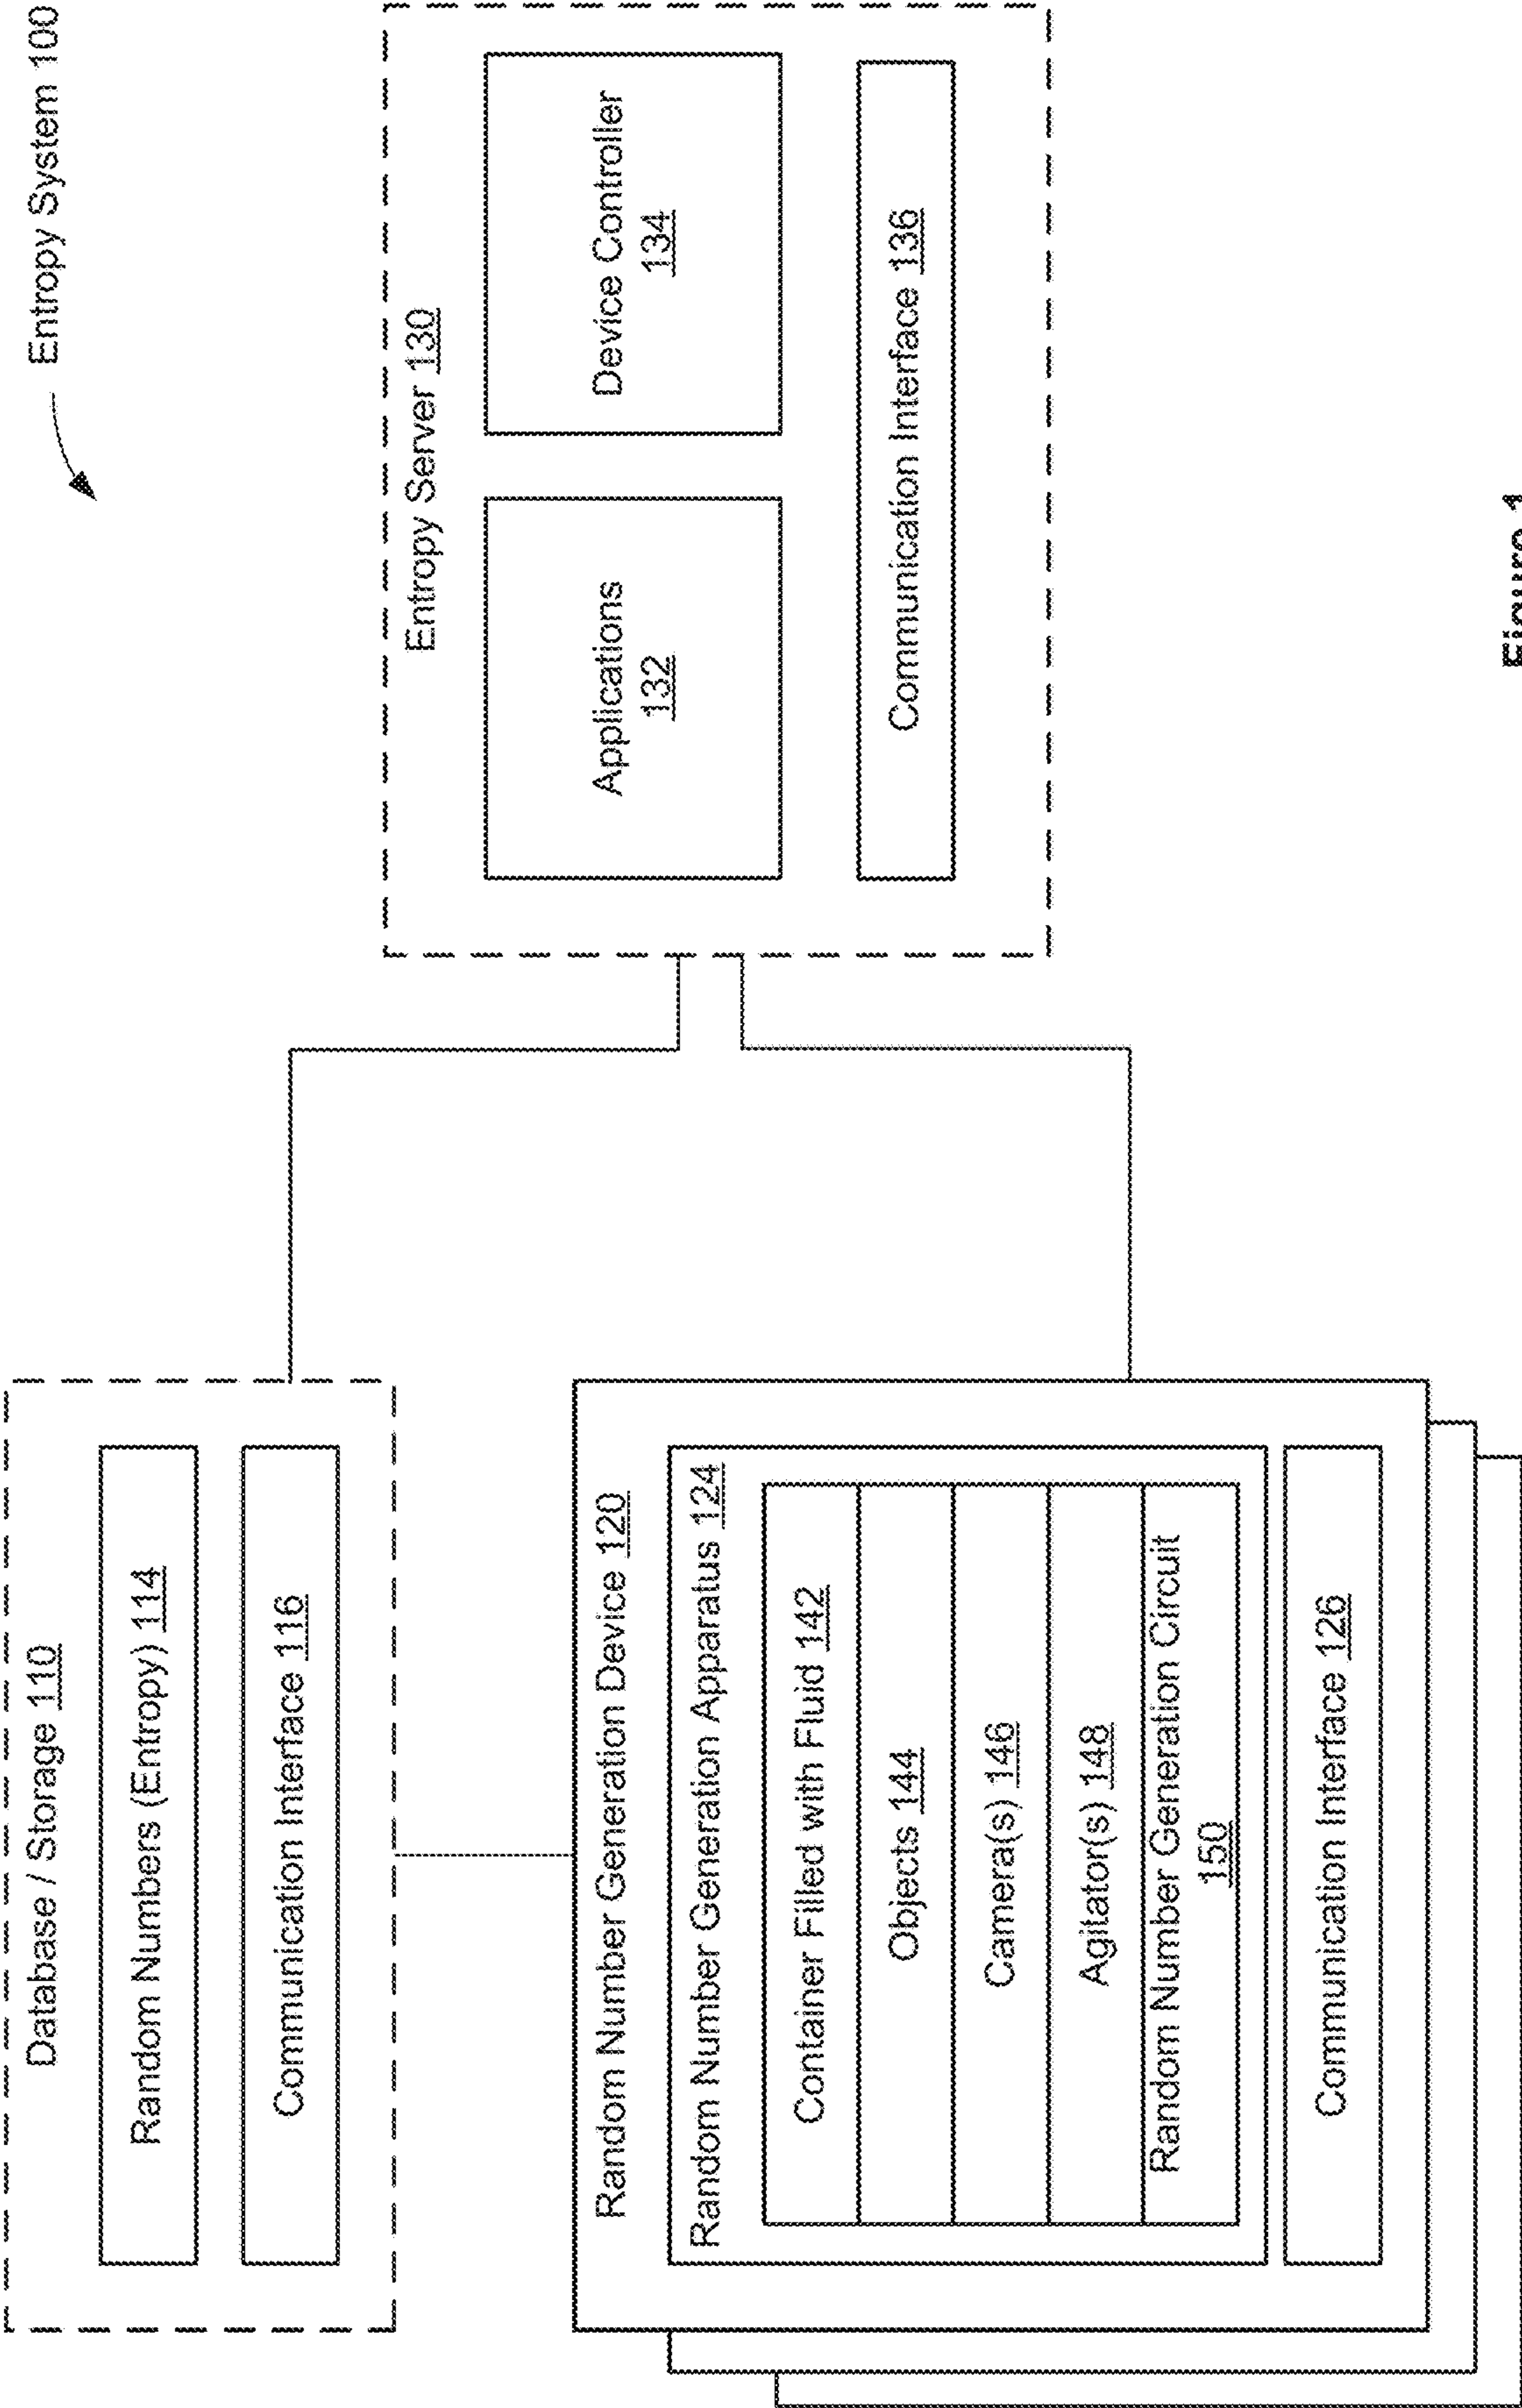 Entropy System 100
Database / Storage 110
Random Numbers (Entropy) 114
Communication Interface 116
Random Number Generation Device 120
Random Number Generation Apparatus 124
Container Filled with Fluid 142
Objects 144
Camera(s) 146
Agitator(s) 148
Random Number Generation Circuit
150
Communication Interface 126
Entropy Server 130
Applications
132
Device Controller
134
Communication Interface 136
Figure 1